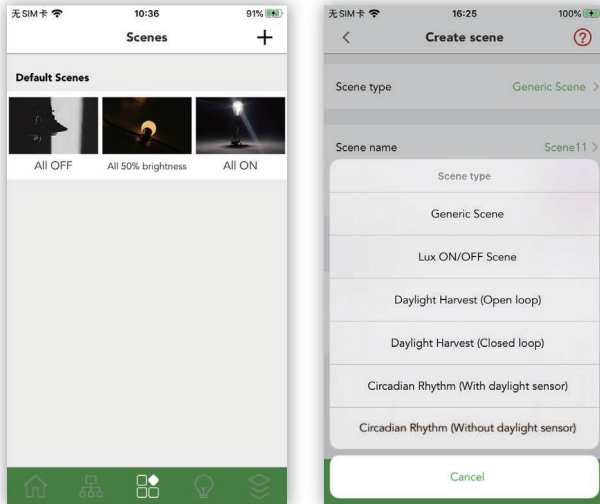 无SIM卡 10:36 91%
Scenes
Default Scenes
All OFF All 50% brightness All ON
无SIM卡 16:25 100%
Create scene
Scene type Generic Scene
Scene name Scene11
Scene type
Generic Scene
Lux ON/OFF Scene
Daylight Harvest (Open loop)
Daylight Harvest (Closed loop)
Circadian Rhythm (With daylight sensor)
Circadian Rhythm (Without daylight sensor)
Cancel